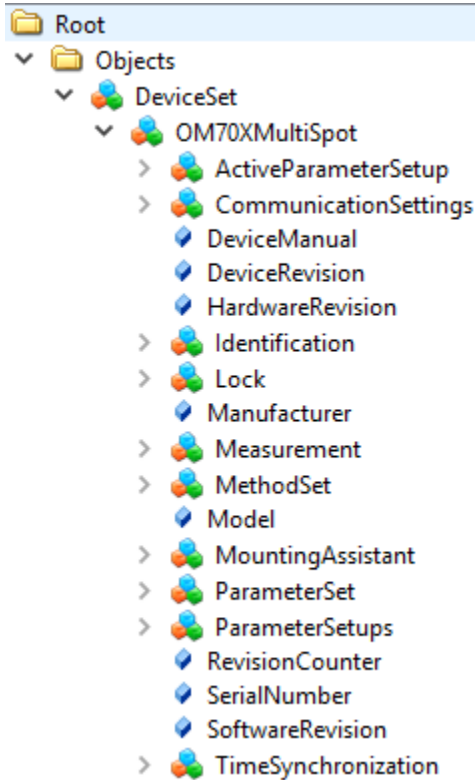 Root
Objects
DeviceSet
OM70XMultiSpot
ActiveParameterSetup
CommunicationSettings
DeviceManual
DeviceRevision
HardwareRevision
Identification
Lock
Manufacturer
Measurement
MethodSet
Model
MountingAssistant
ParameterSet
ParameterSetups
RevisionCounter
SerialNumber
SoftwareRevision
TimeSynchronization